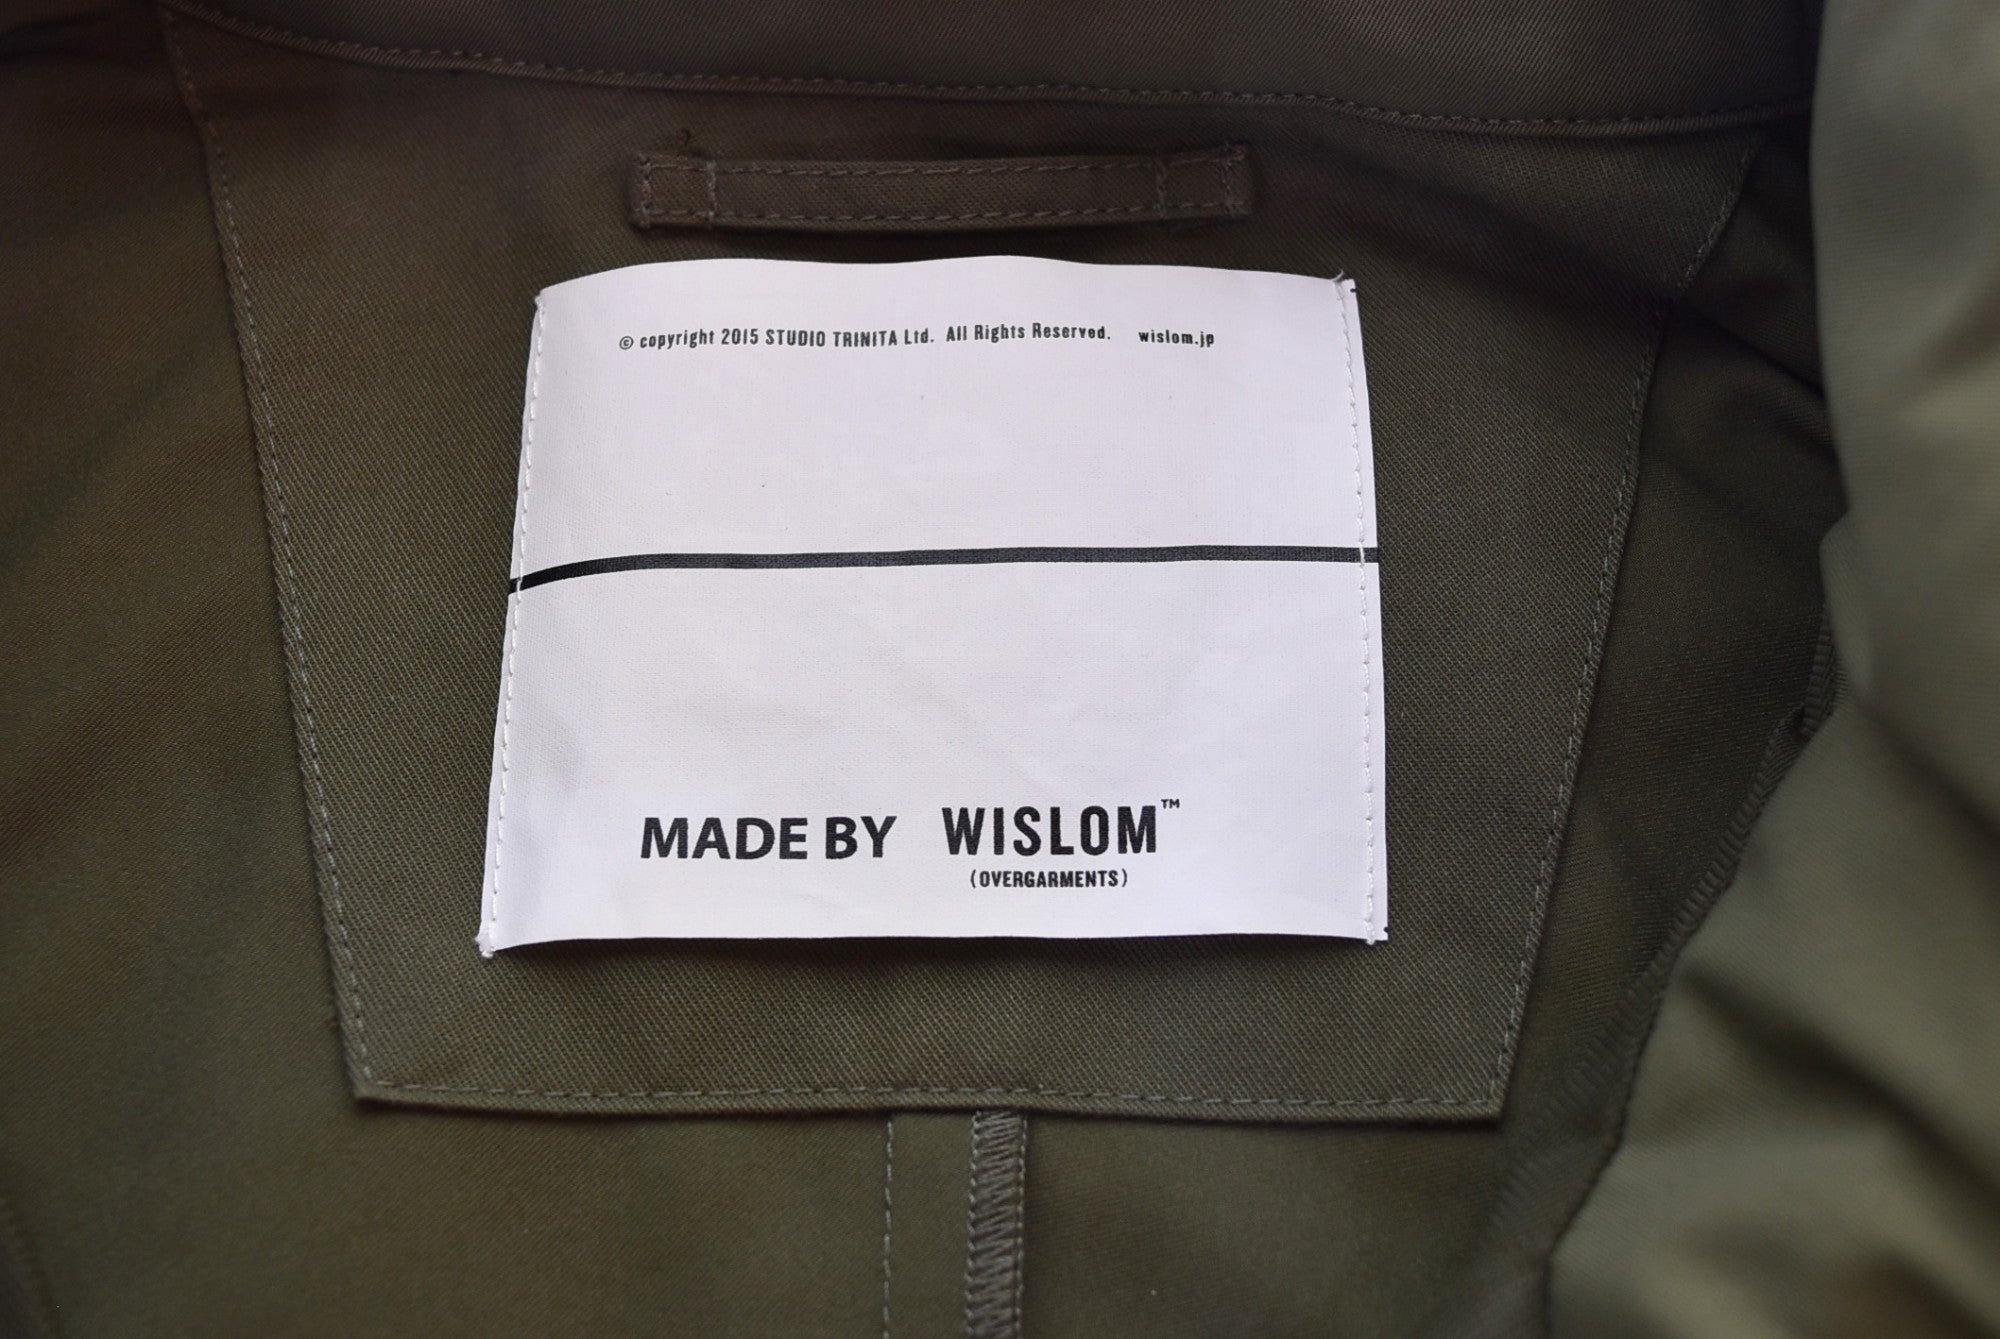 © copyright 2015 STUDIO TRINITA Ltd. All Rights Reserved. wislom.jp
MADE BY WISLOM™
(OVERGARMENTS)